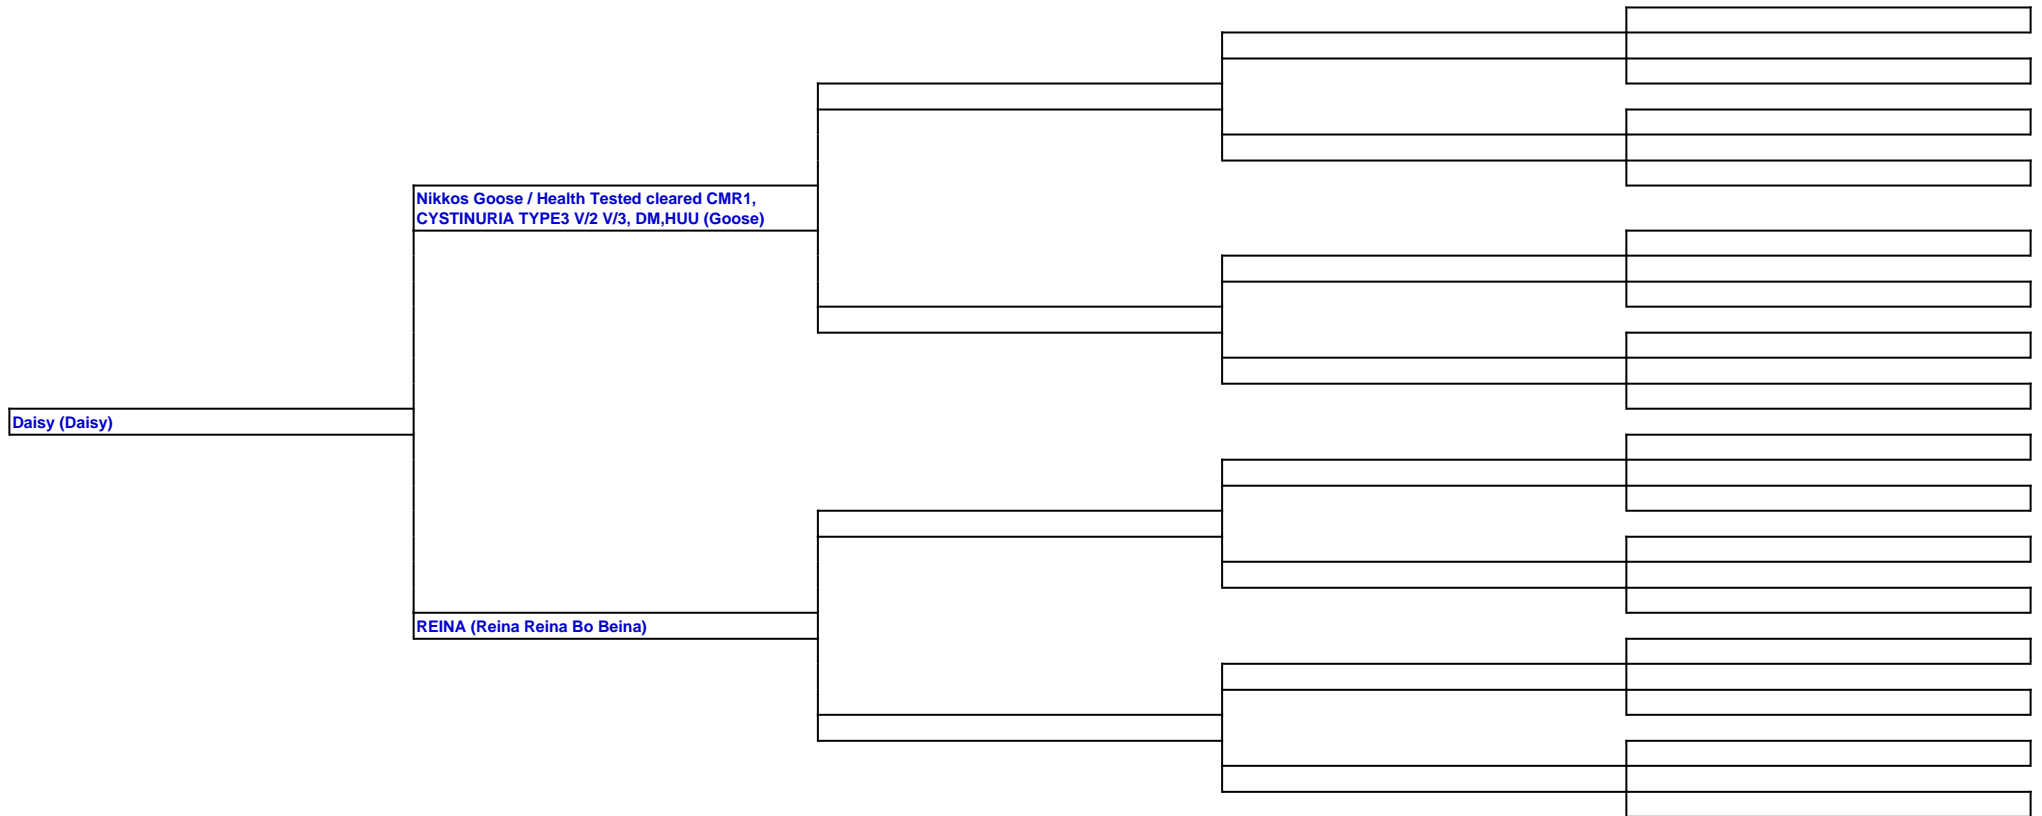 Nikkos Goose / Health Tested cleared CMR1,
CYSTINURIA TYPE3 V/2 V/3, DM,HUU (Goose)
Daisy (Daisy)
REINA (Reina Reina Bo Beina)